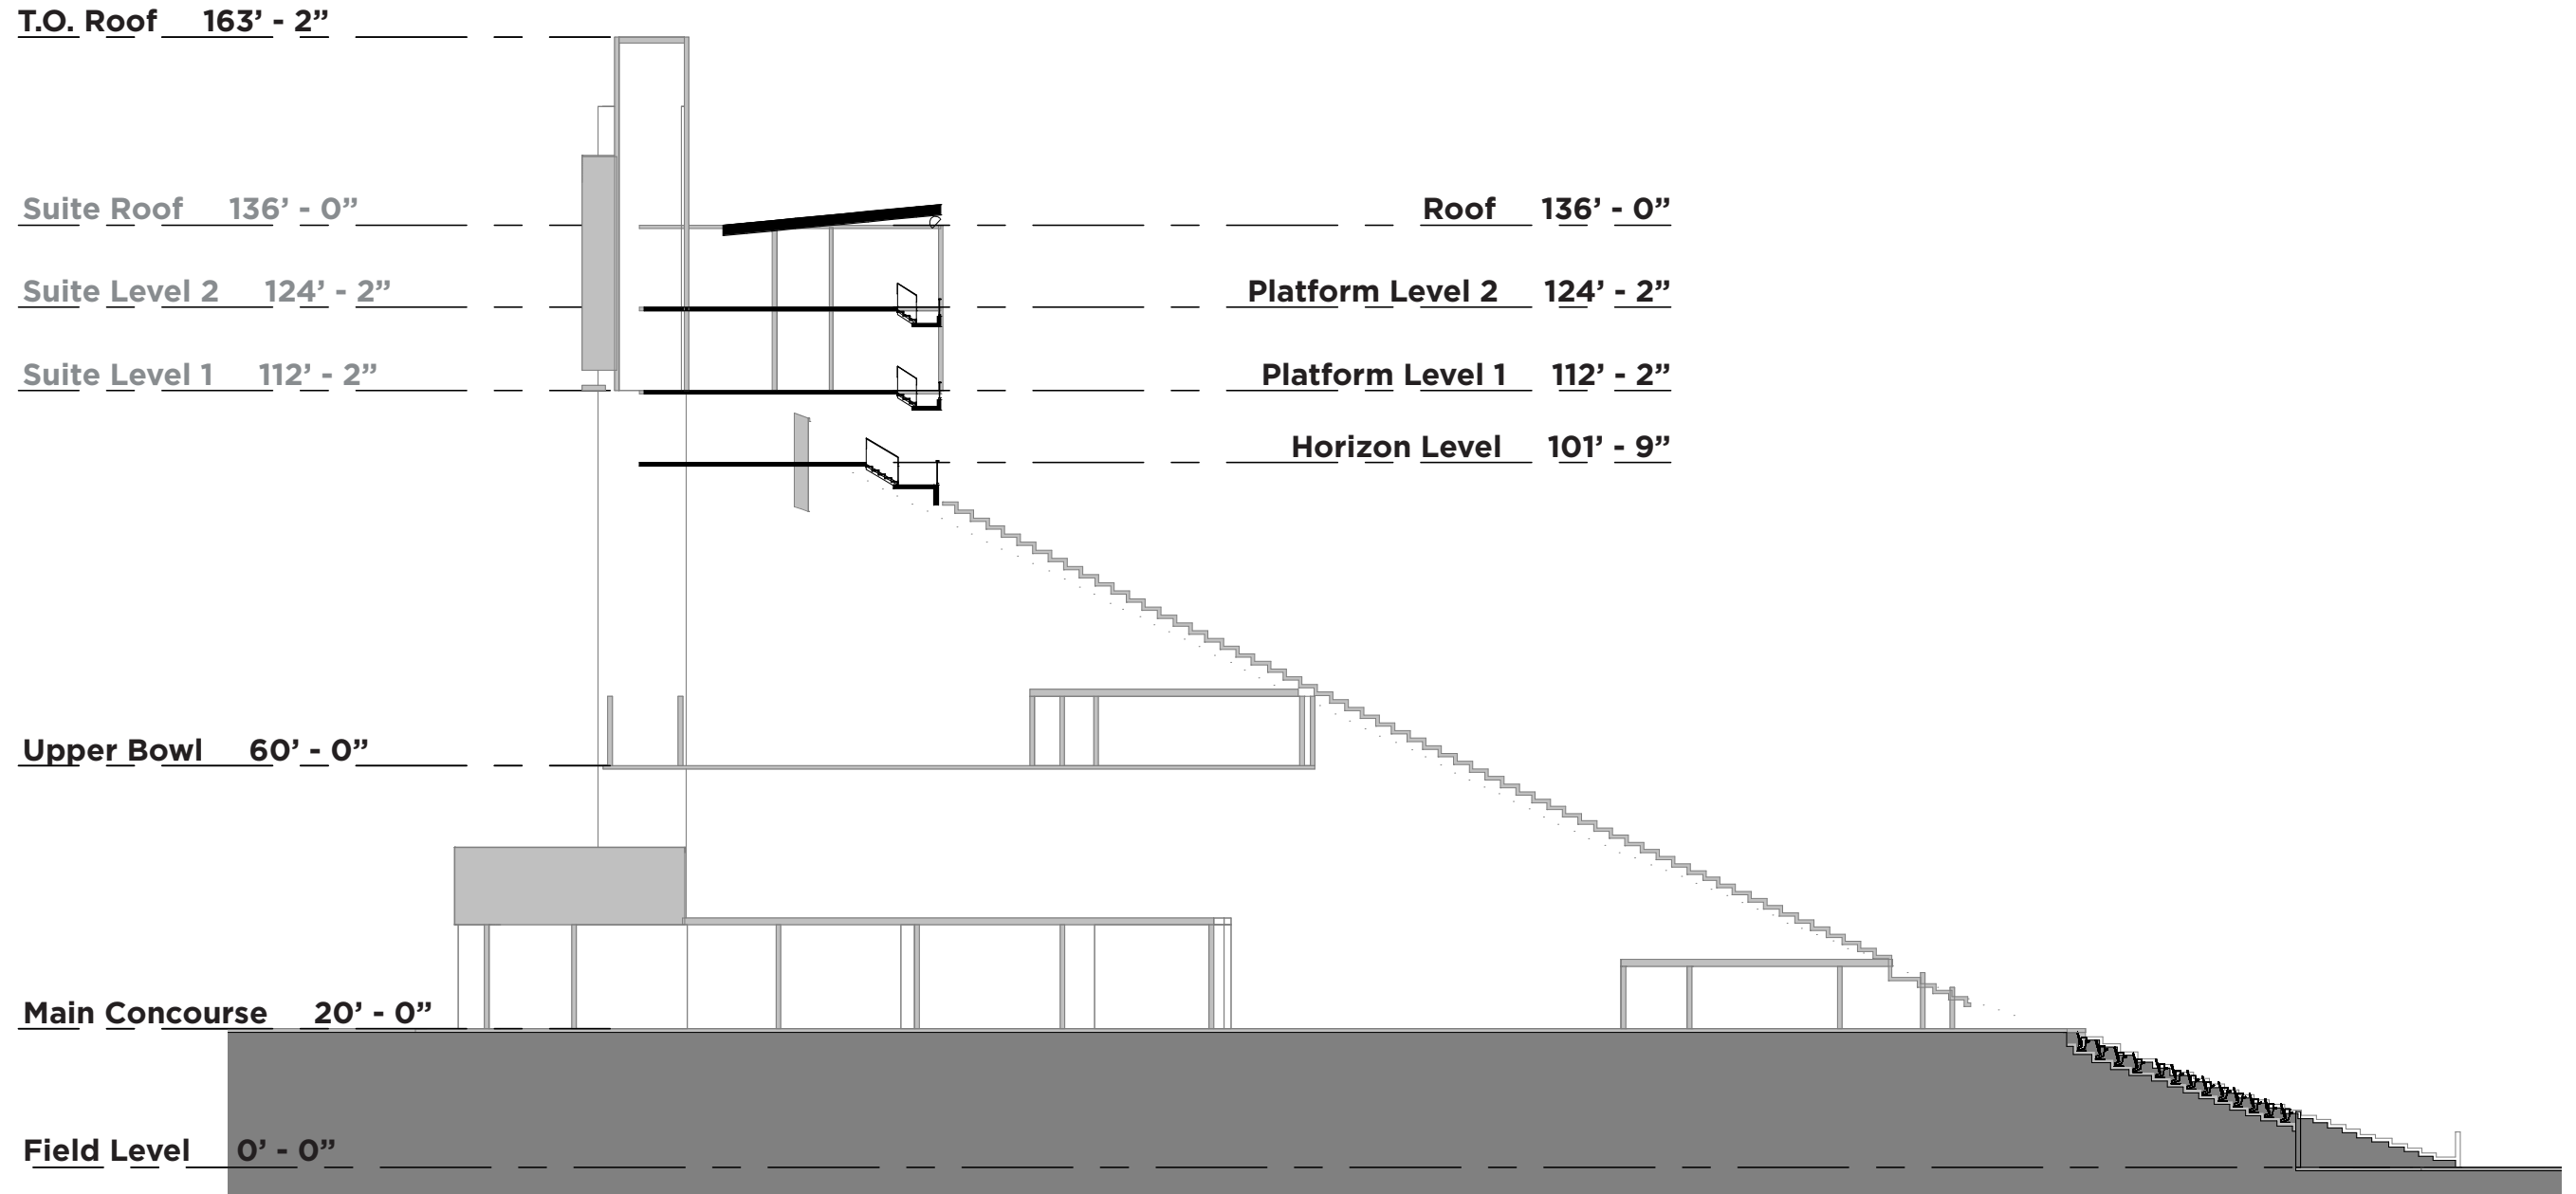 T.O. Roof 163’ - 2”
Suite Roof 136’ - 0”
Roof 136’ - 0”
Suite Level 2 124’ - 2”
Platform Level 2 124’ - 2”
Suite Level 1 112’ - 2”
Platform Level 1 112’ - 2”
Horizon Level 101’ - 9”
Upper Bowl 60’ - 0”
Main Concourse 20’ - 0”
Field Level 0’ - 0”